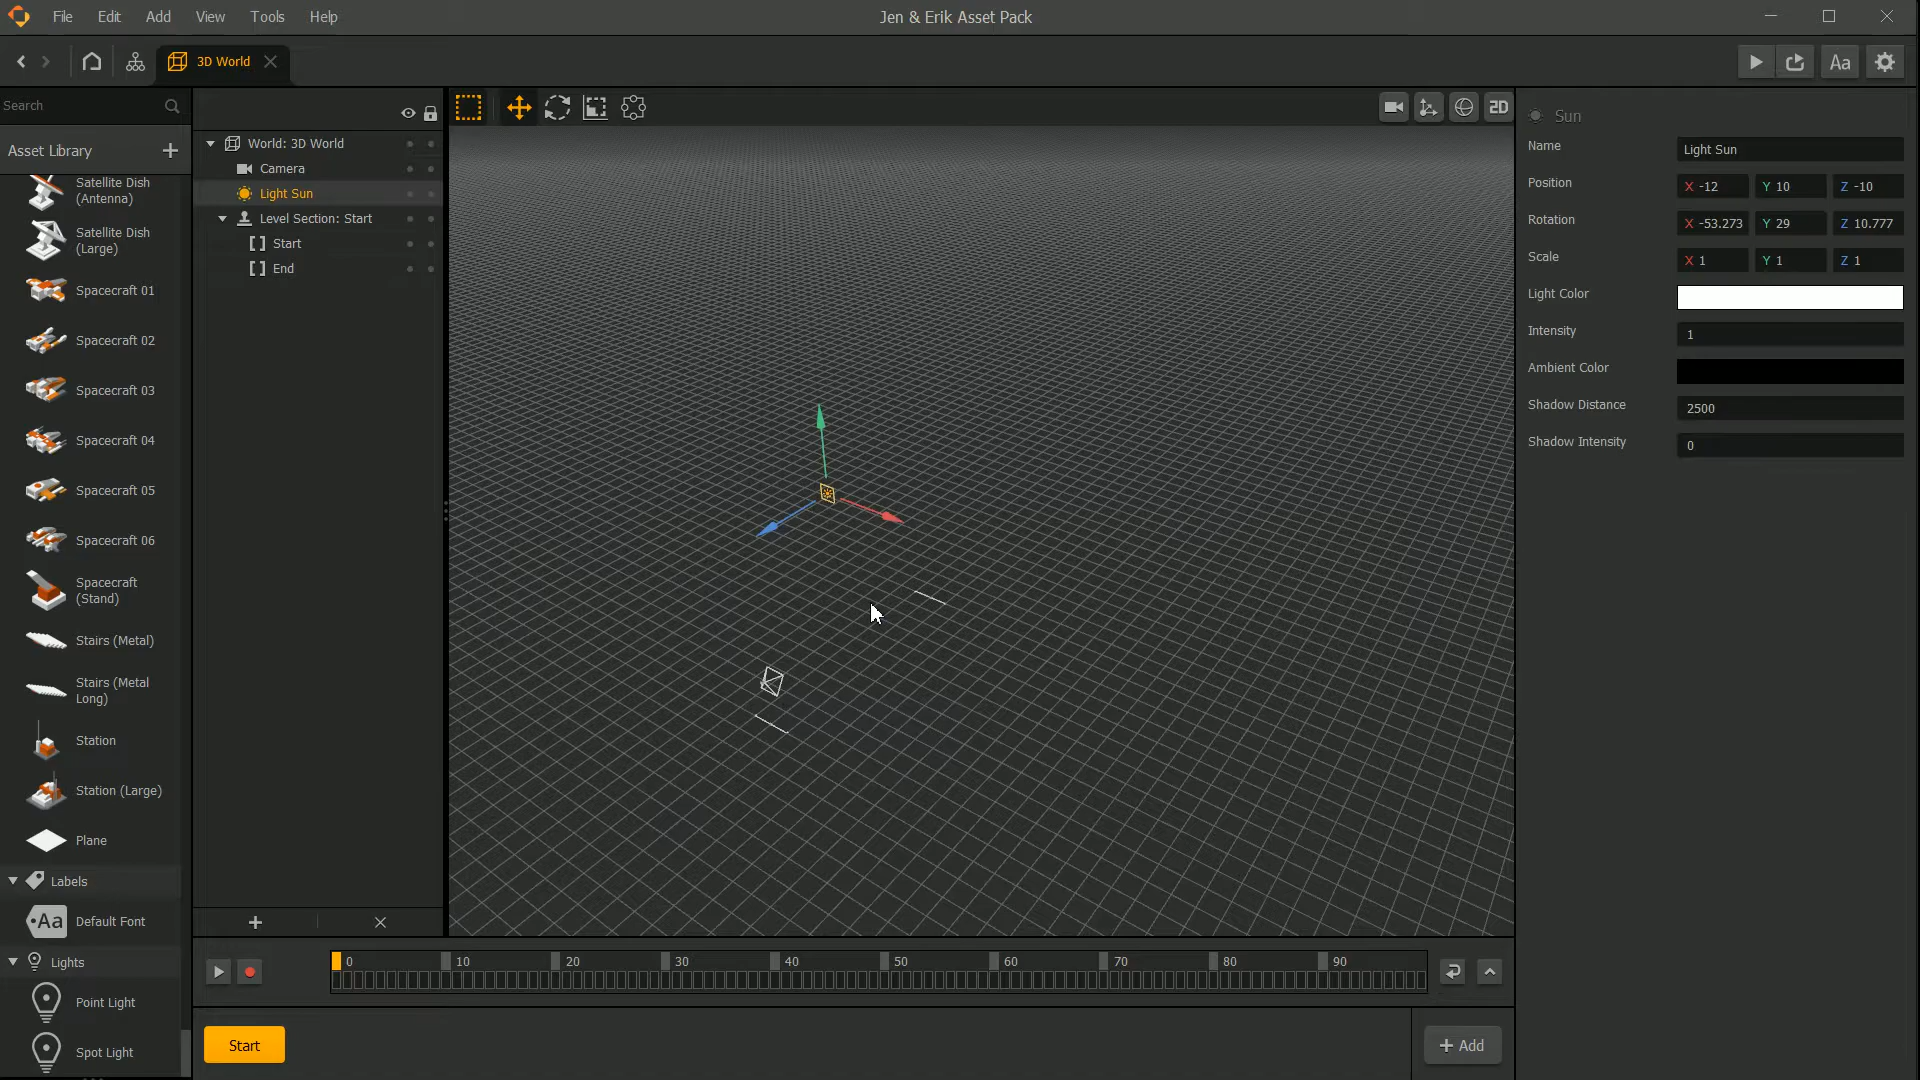 File Edit Add View Tools Help
Jen & Erik Asset Pack
3D World
Aa
Search
Asset Library
Satellite Dish
(Antenna)
Satellite Dish
(Large)
Spacecraft 01
Spacecraft 02
Spacecraft 03
Spacecraft 04
Spacecraft 05
Spacecraft 06
Spacecraft
(Stand)
Stairs (Metal)
Stairs (Metal
Long)
Station
Station (Large)
Plane
Labels
Aa Default Font
Lights
Point Light
Spot Light
World: 3D World
Camera
Light Sun
Level Section: Start
Start
End
2D
0 10 20 30 40 50 60 70 80 90
Start
+ Add
Sun
Name Light Sun
Position X -12 Y 10 Z -10
Rotation X -53.273 Y 29 Z 10.777
Scale X 1 Y 1 Z 1
Light Color
Intensity 1
Ambient Color
Shadow Distance 2500
Shadow Intensity 0